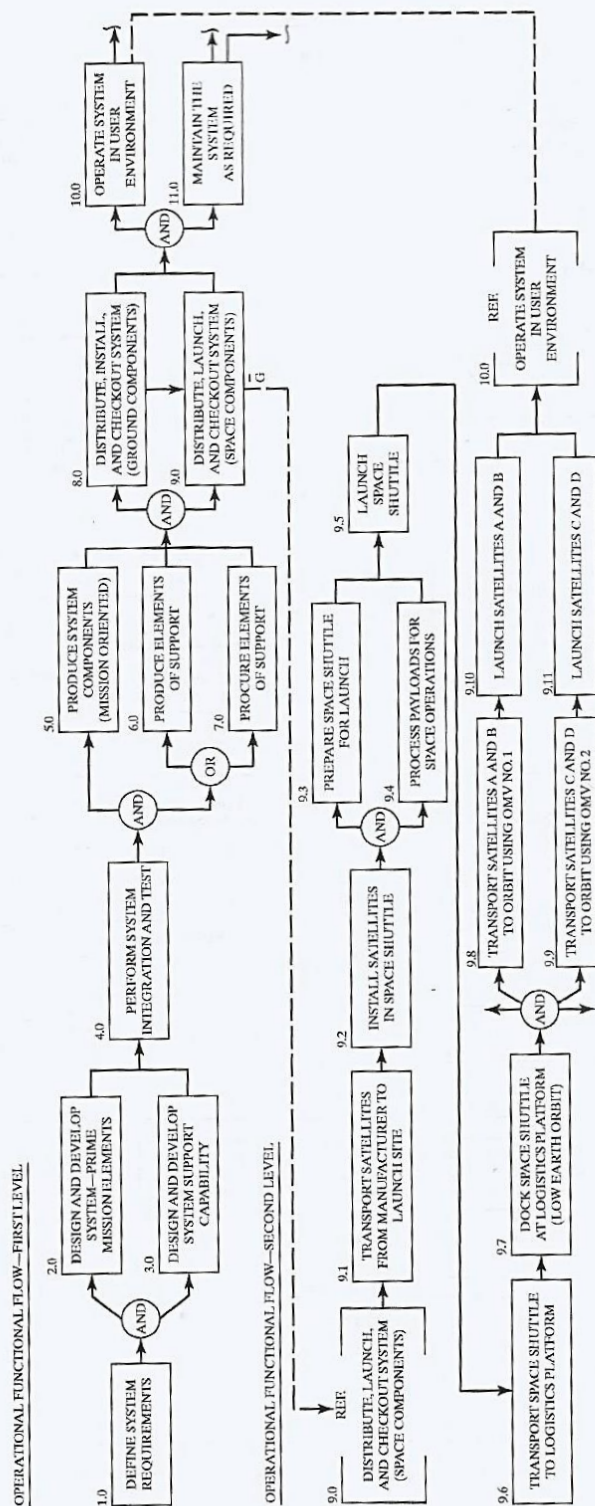 OPERATIONAL FUNCTIONAL FLOW—FIRST LEVEL
1.0
DEFINE SYSTEM
REQUIREMENTS
AND
2.0
DESIGN AND DEVELOP
SYSTEM—PRIME
MISSION ELEMENTS
3.0
DESIGN AND DEVELOP
SYSTEM SUPPORT
CAPABILITY
4.0
PERFORM SYSTEM
INTEGRATION AND TEST
AND
OR
5.0
PRODUCE SYSTEM
COMPONENTS
(MISSION ORIENTED)
6.0
PRODUCE ELEMENTS
OF SUPPORT
7.0
PROCURE ELEMENTS
OF SUPPORT
AND
8.0
DISTRIBUTE, INSTALL,
AND CHECKOUT SYSTEM
(GROUND COMPONENTS)
9.0
DISTRIBUTE, LAUNCH,
AND CHECKOUT SYSTEM
(SPACE COMPONENTS)
G
AND
10.0
OPERATE SYSTEM
IN USER
ENVIRONMENT
11.0
MAINTAIN THE
SYSTEM
AS REQUIRED
OPERATIONAL FUNCTIONAL FLOW—SECOND LEVEL
9.0
REF.
DISTRIBUTE, LAUNCH,
AND CHECKOUT SYSTEM
(SPACE COMPONENTS)
9.1
TRANSPORT SATELLITES
FROM MANUFACTURER TO
LAUNCH SITE
9.2
INSTALL SATELLITES
IN SPACE SHUTTLE
AND
9.3
PREPARE SPACE SHUTTLE
FOR LAUNCH
9.4
PROCESS PAYLOADS FOR
SPACE OPERATIONS
9.5
LAUNCH
SPACE
SHUTTLE
9.6
TRANSPORT SPACE SHUTTLE
TO LOGISTICS PLATFORM
9.7
DOCK SPACE SHUTTLE
AT LOGISTICS PLATFORM
(LOW EARTH ORBIT)
AND
9.8
TRANSPORT SATELLITES A AND B
TO ORBIT USING OMV NO.1
9.9
TRANSPORT SATELLITES C AND D
TO ORBIT USING OMV NO.2
9.10
LAUNCH SATELLITES A AND B
9.11
LAUNCH SATELLITES C AND D
10.0
REF.
OPERATE SYSTEM
IN USER
ENVIRONMENT